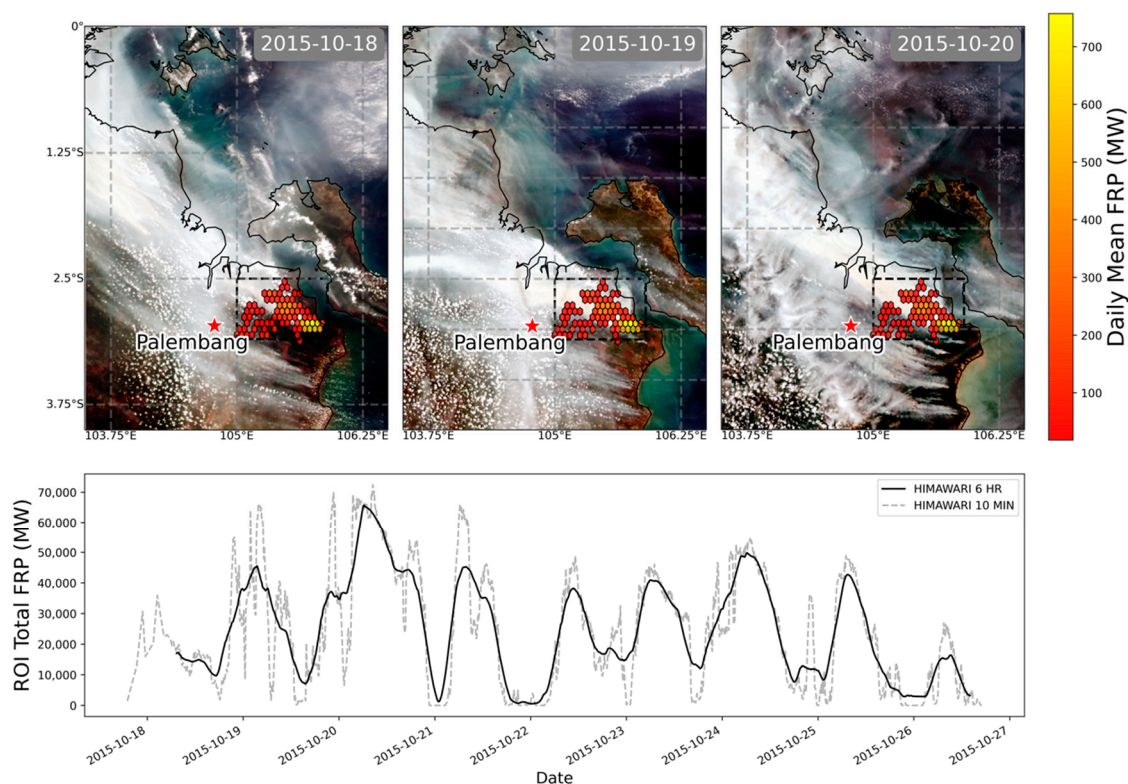 2015-10-18 2015-10-19 2015-10-20
0°
1.25°S
2.5°S
3.75°S
Palembang Palembang Palembang
103.75°E 105°E 106.25°E 103.75°E 105°E 106.25°E 103.75°E 105°E 106.25°E
700
600
500
400
300
200
100
Daily Mean FRP (MW)
HIMAWARI 6 HR
HIMAWARI 10 MIN
ROI Total FRP (MW)
70,000
60,000
50,000
40,000
30,000
20,000
10,000
0
2015-10-18 2015-10-19 2015-10-20 2015-10-21 2015-10-22 2015-10-23 2015-10-24 2015-10-25 2015-10-26 2015-10-27
Date